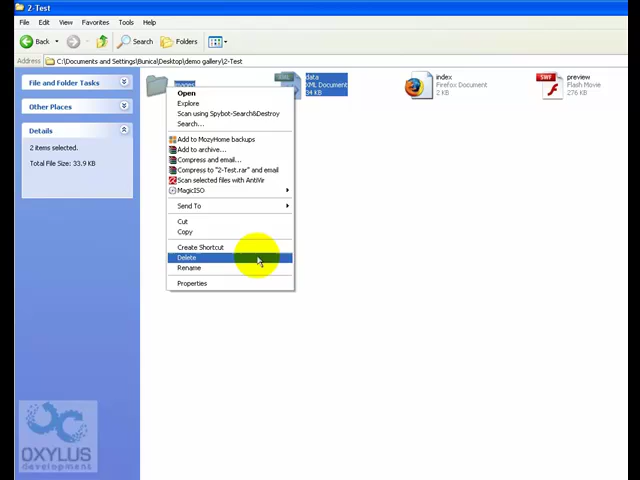 2-Test
File Edit View Favorites Tools Help
Back Search Folders
Address C:\Documents and Settings\Bunica\Desktop\demo gallery\2-Test
File and Folder Tasks
Other Places
Details
2 items selected.
Total File Size: 33.9 KB
data
XML Document
34 KB
index
Firefox Document
2 KB
SWF
preview
Flash Movie
276 KB
Open
Explore
Scan using Spybot-Search&Destroy
Search...
Add to MozyHome backups
Add to archive...
Compress and email...
Compress to "2-Test.rar" and email
Scan selected files with AntiVir
MagicISO
Send To
Cut
Copy
Create Shortcut
Delete
Rename
Properties
OXYLUS
development